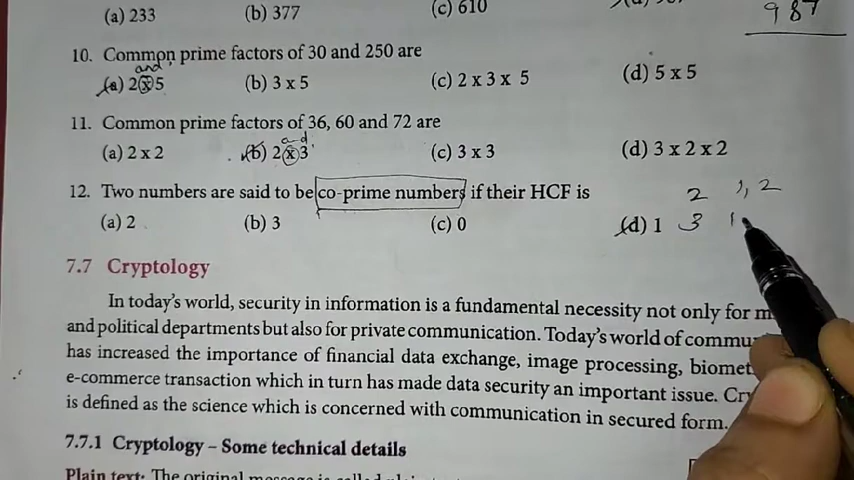 (a) 233 (b) 377 (c) 610
987
10. Common prime factors of 30 and 250 are
and
(a) 2 x 5 (b) 3 x 5 (c) 2 x 3 x 5 (d) 5 x 5
11. Common prime factors of 36, 60 and 72 are
and
(a) 2 x 2 (b) 2 x 3 (c) 3 x 3 (d) 3 x 2 x 2
12. Two numbers are said to be co-prime numbers if their HCF is
2 1, 2
(a) 2 (b) 3 (c) 0 (d) 1 3 1,
7.7 Cryptology
In today's world, security in information is a fundamental necessity not only for
and political departments but also for private communication. Today's world of
has increased the importance of financial data exchange, image processing,
e-commerce transaction which in turn has made data security an important issue.
is defined as the science which is concerned with communication in secured form.
7.7.1 Cryptology – Some technical details
Plain text: The original message is called